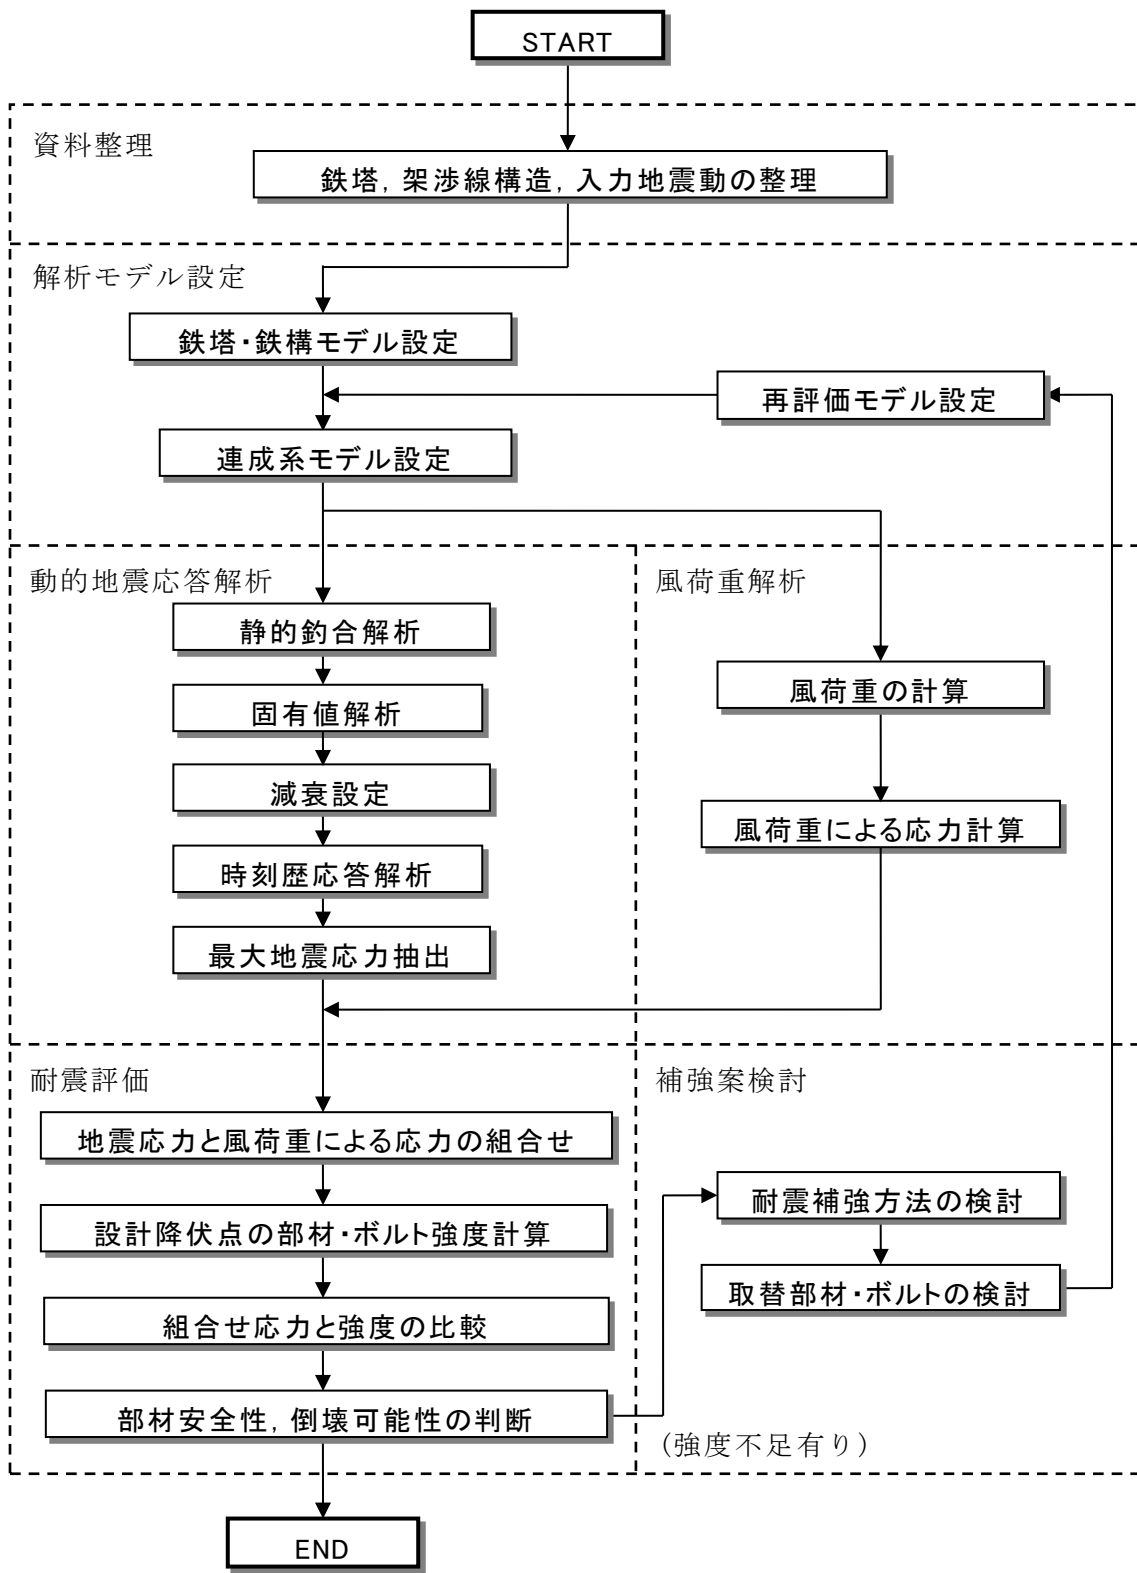 START
資料整理
鉄塔，架渉線構造，入力地震動の整理
解析モデル設定
鉄塔・鉄構モデル設定
再評価モデル設定
連成系モデル設定
動的地震応答解析
風荷重解析
静的釣合解析
固有値解析
減衰設定
時刻歴応答解析
最大地震応力抽出
風荷重の計算
風荷重による応力計算
耐震評価
補強案検討
地震応力と風荷重による応力の組合せ
設計降伏点の部材・ボルト強度計算
組合せ応力と強度の比較
部材安全性，倒壊可能性の判断
耐震補強方法の検討
取替部材・ボルトの検討
(強度不足有り)
END